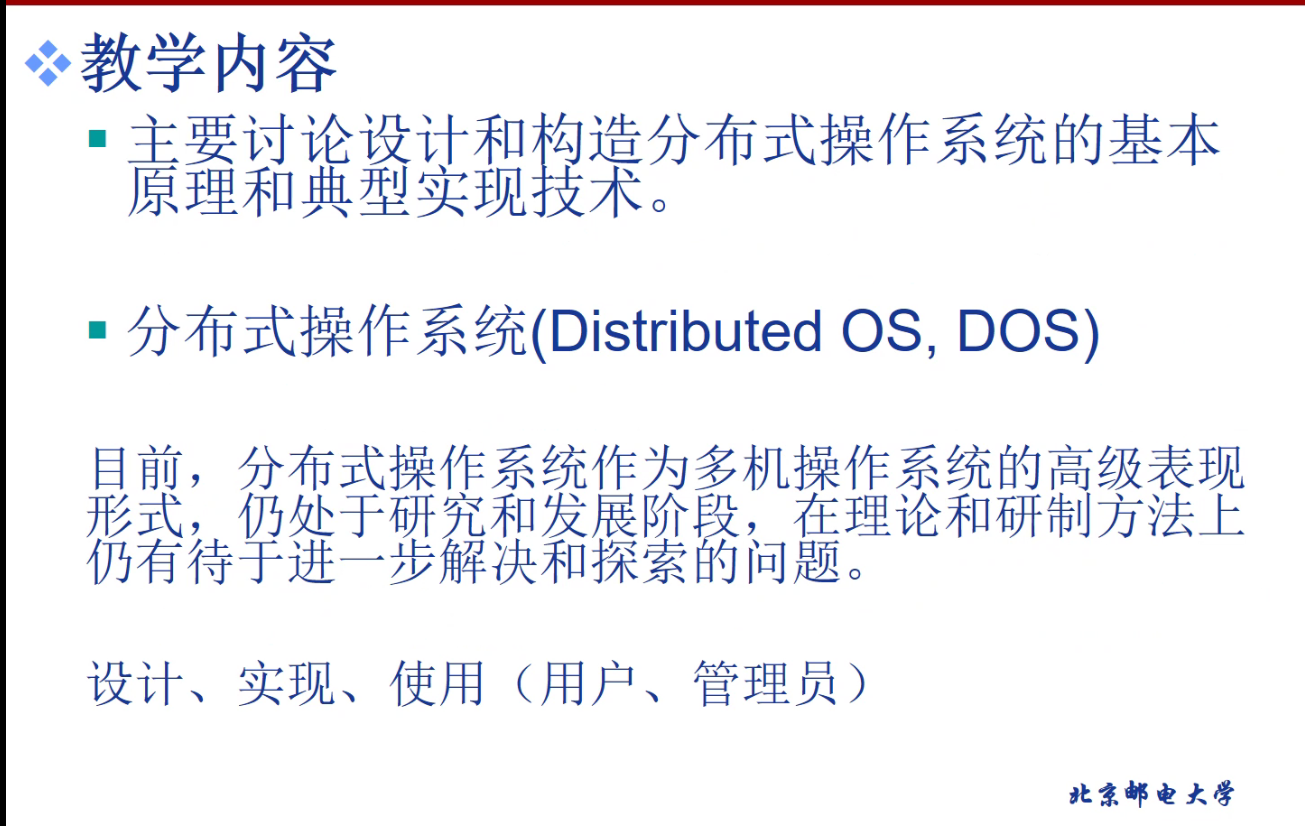 教学内容
主要讨论设计和构造分布式操作系统的基本
原理和典型实现技术。
分布式操作系统(Distributed OS, DOS)
目前，分布式操作系统作为多机操作系统的高级表现
形式，仍处于研究和发展阶段，在理论和研制方法上
仍有待于进一步解决和探索的问题。
设计、实现、使用（用户、管理员）
北京邮电大学